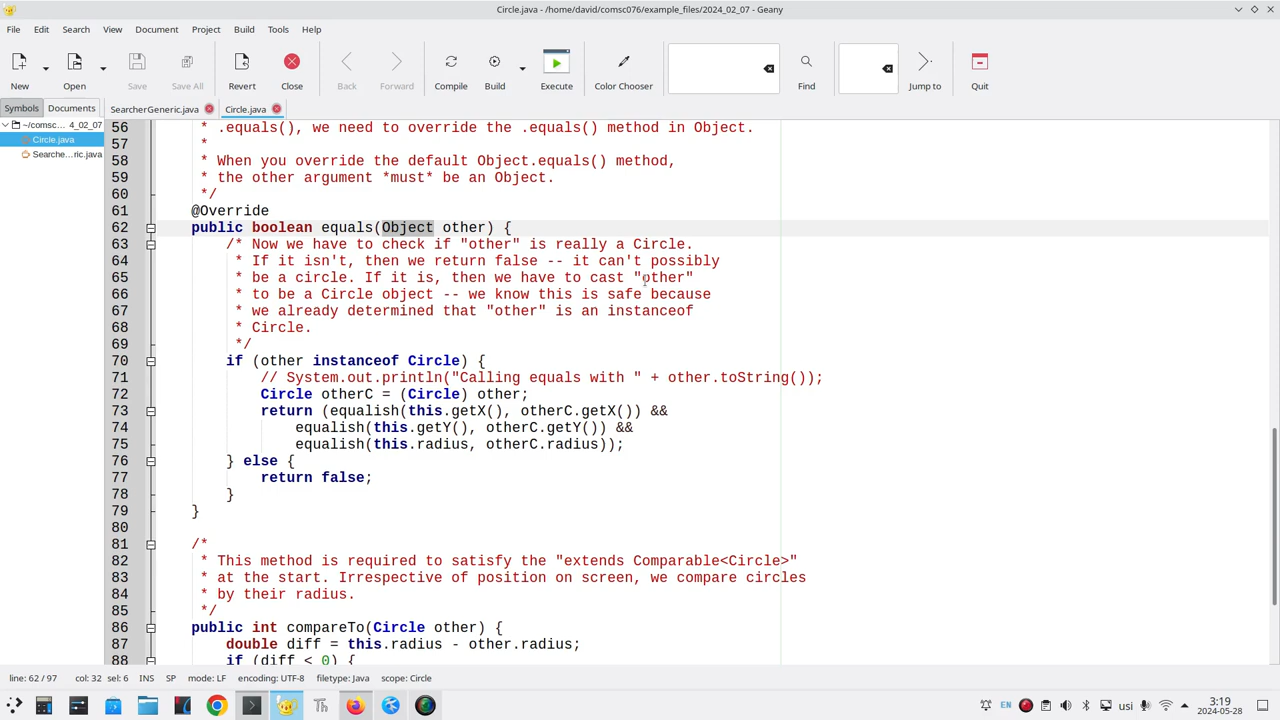 Circle.java - /home/david/comsc076/example_files/2024_02_07 - Geany
File Edit Search View Document Project Build Tools Help
New Open Save Save All Revert Close Back Forward Compile Build Execute Color Chooser Find Jump to Quit
Symbols Documents SearcherGeneric.java Circle.java
~/comsc... 4_02_07
Circle.java
Searche...ric.java
56 * .equals(), we need to override the .equals() method in Object.
57 *
58 * When you override the default Object.equals() method,
59 * the other argument *must* be an Object.
60 */
61 @Override
62 public boolean equals(Object other) {
63 /* Now we have to check if "other" is really a Circle.
64 * If it isn't, then we return false -- it can't possibly
65 * be a circle. If it is, then we have to cast "other"
66 * to be a Circle object -- we know this is safe because
67 * we already determined that "other" is an instanceof
68 * Circle.
69 */
70 if (other instanceof Circle) {
71 // System.out.println("Calling equals with " + other.toString());
72 Circle otherC = (Circle) other;
73 return (equalish(this.getX(), otherC.getX()) &&
74 equalish(this.getY(), otherC.getY()) &&
75 equalish(this.radius, otherC.radius));
76 } else {
77 return false;
78 }
79 }
80
81 /*
82 * This method is required to satisfy the "extends Comparable<Circle>"
83 * at the start. Irrespective of position on screen, we compare circles
84 * by their radius.
85 */
86 public int compareTo(Circle other) {
87 double diff = this.radius - other.radius;
88 if (diff < 0) {
line: 62 / 97 col: 32 sel: 6 INS SP mode: LF encoding: UTF-8 filetype: Java scope: Circle
Th EN usi 3:19
2024-05-28